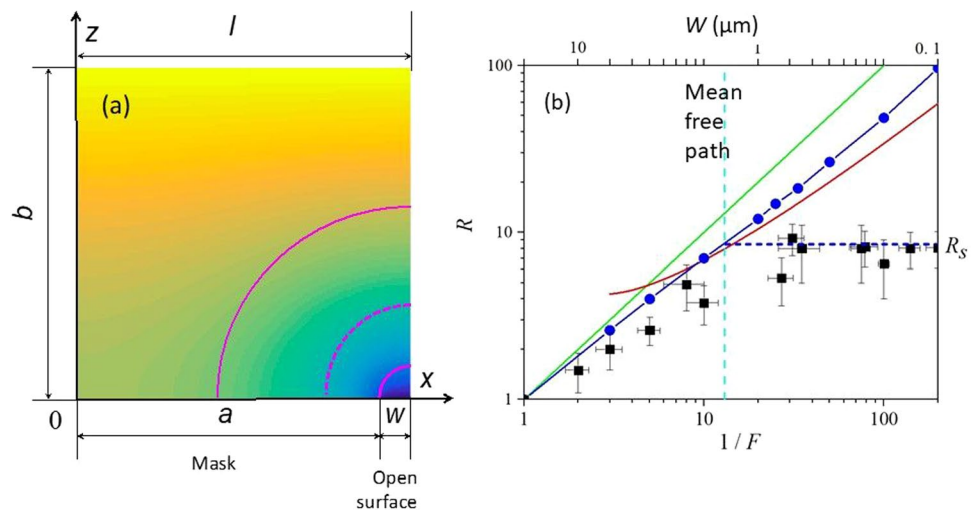 z
l
(a)
b
0
a
w
x
Mask
Open
surface
W (μm)
10
1
0.1
(b)
Mean
free
path
100
10
1
R
R_S
1
10
100
1 / F